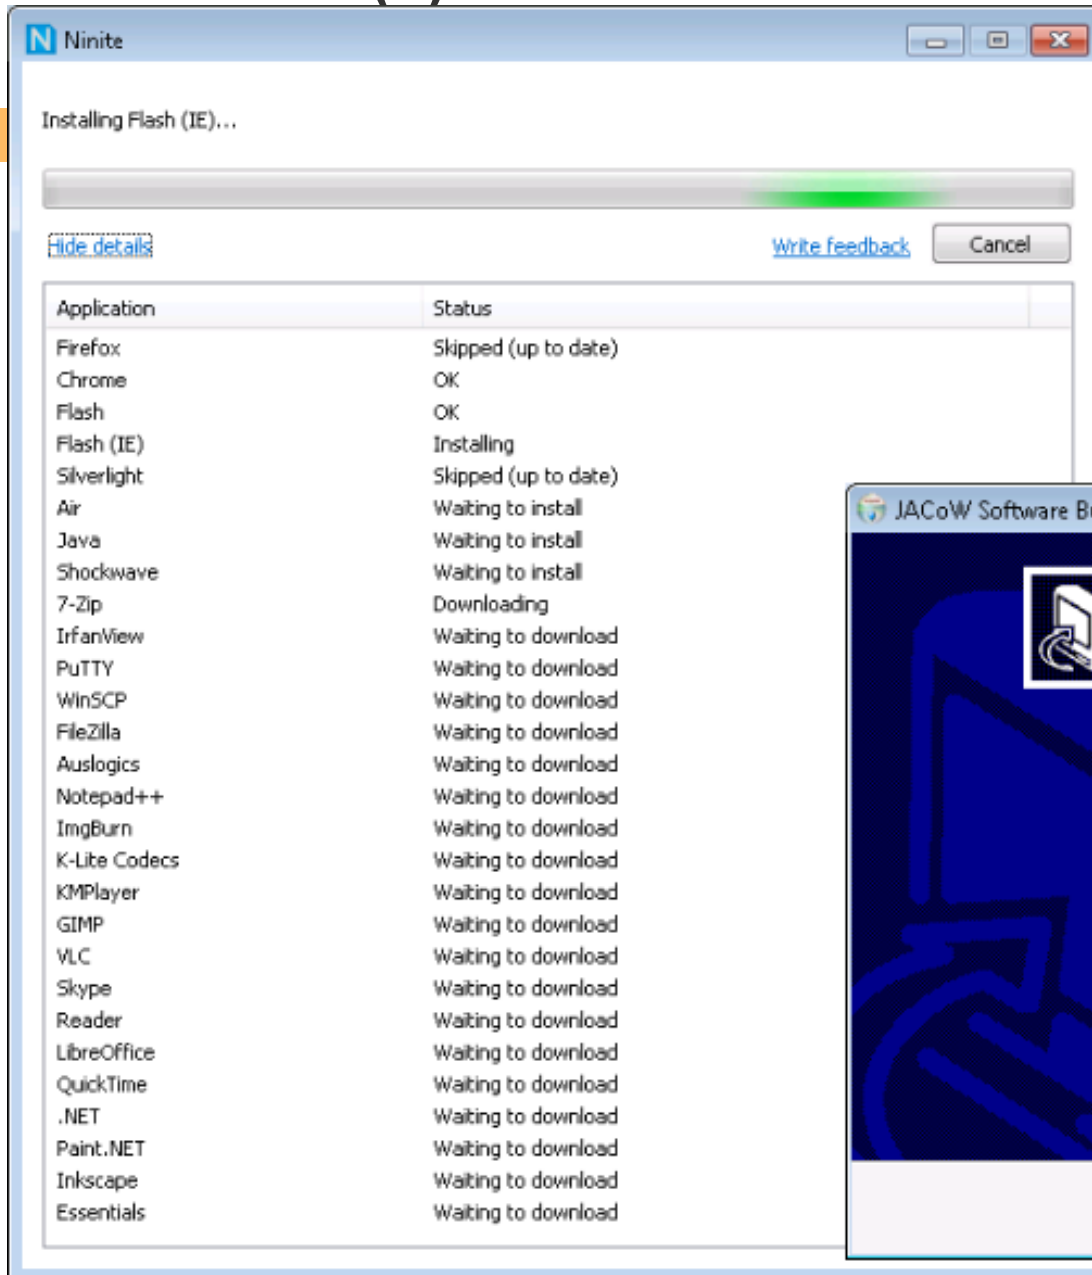 Ninite
Installing Flash (IE)...
Hide details Write feedback Cancel
Application Status
Firefox Skipped (up to date)
Chrome OK
Flash OK
Flash (IE) Installing
Silverlight Skipped (up to date)
Air Waiting to install
Java Waiting to install
Shockwave Waiting to install
7-Zip Downloading
IrfanView Waiting to download
PuTTY Waiting to download
WinSCP Waiting to download
FileZilla Waiting to download
Auslogics Waiting to download
Notepad++ Waiting to download
ImgBurn Waiting to download
K-Lite Codecs Waiting to download
KMPlayer Waiting to download
GIMP Waiting to download
VLC Waiting to download
Skype Waiting to download
Reader Waiting to download
LibreOffice Waiting to download
QuickTime Waiting to download
.NET Waiting to download
Paint.NET Waiting to download
Inkscape Waiting to download
Essentials Waiting to download
JACoW Software